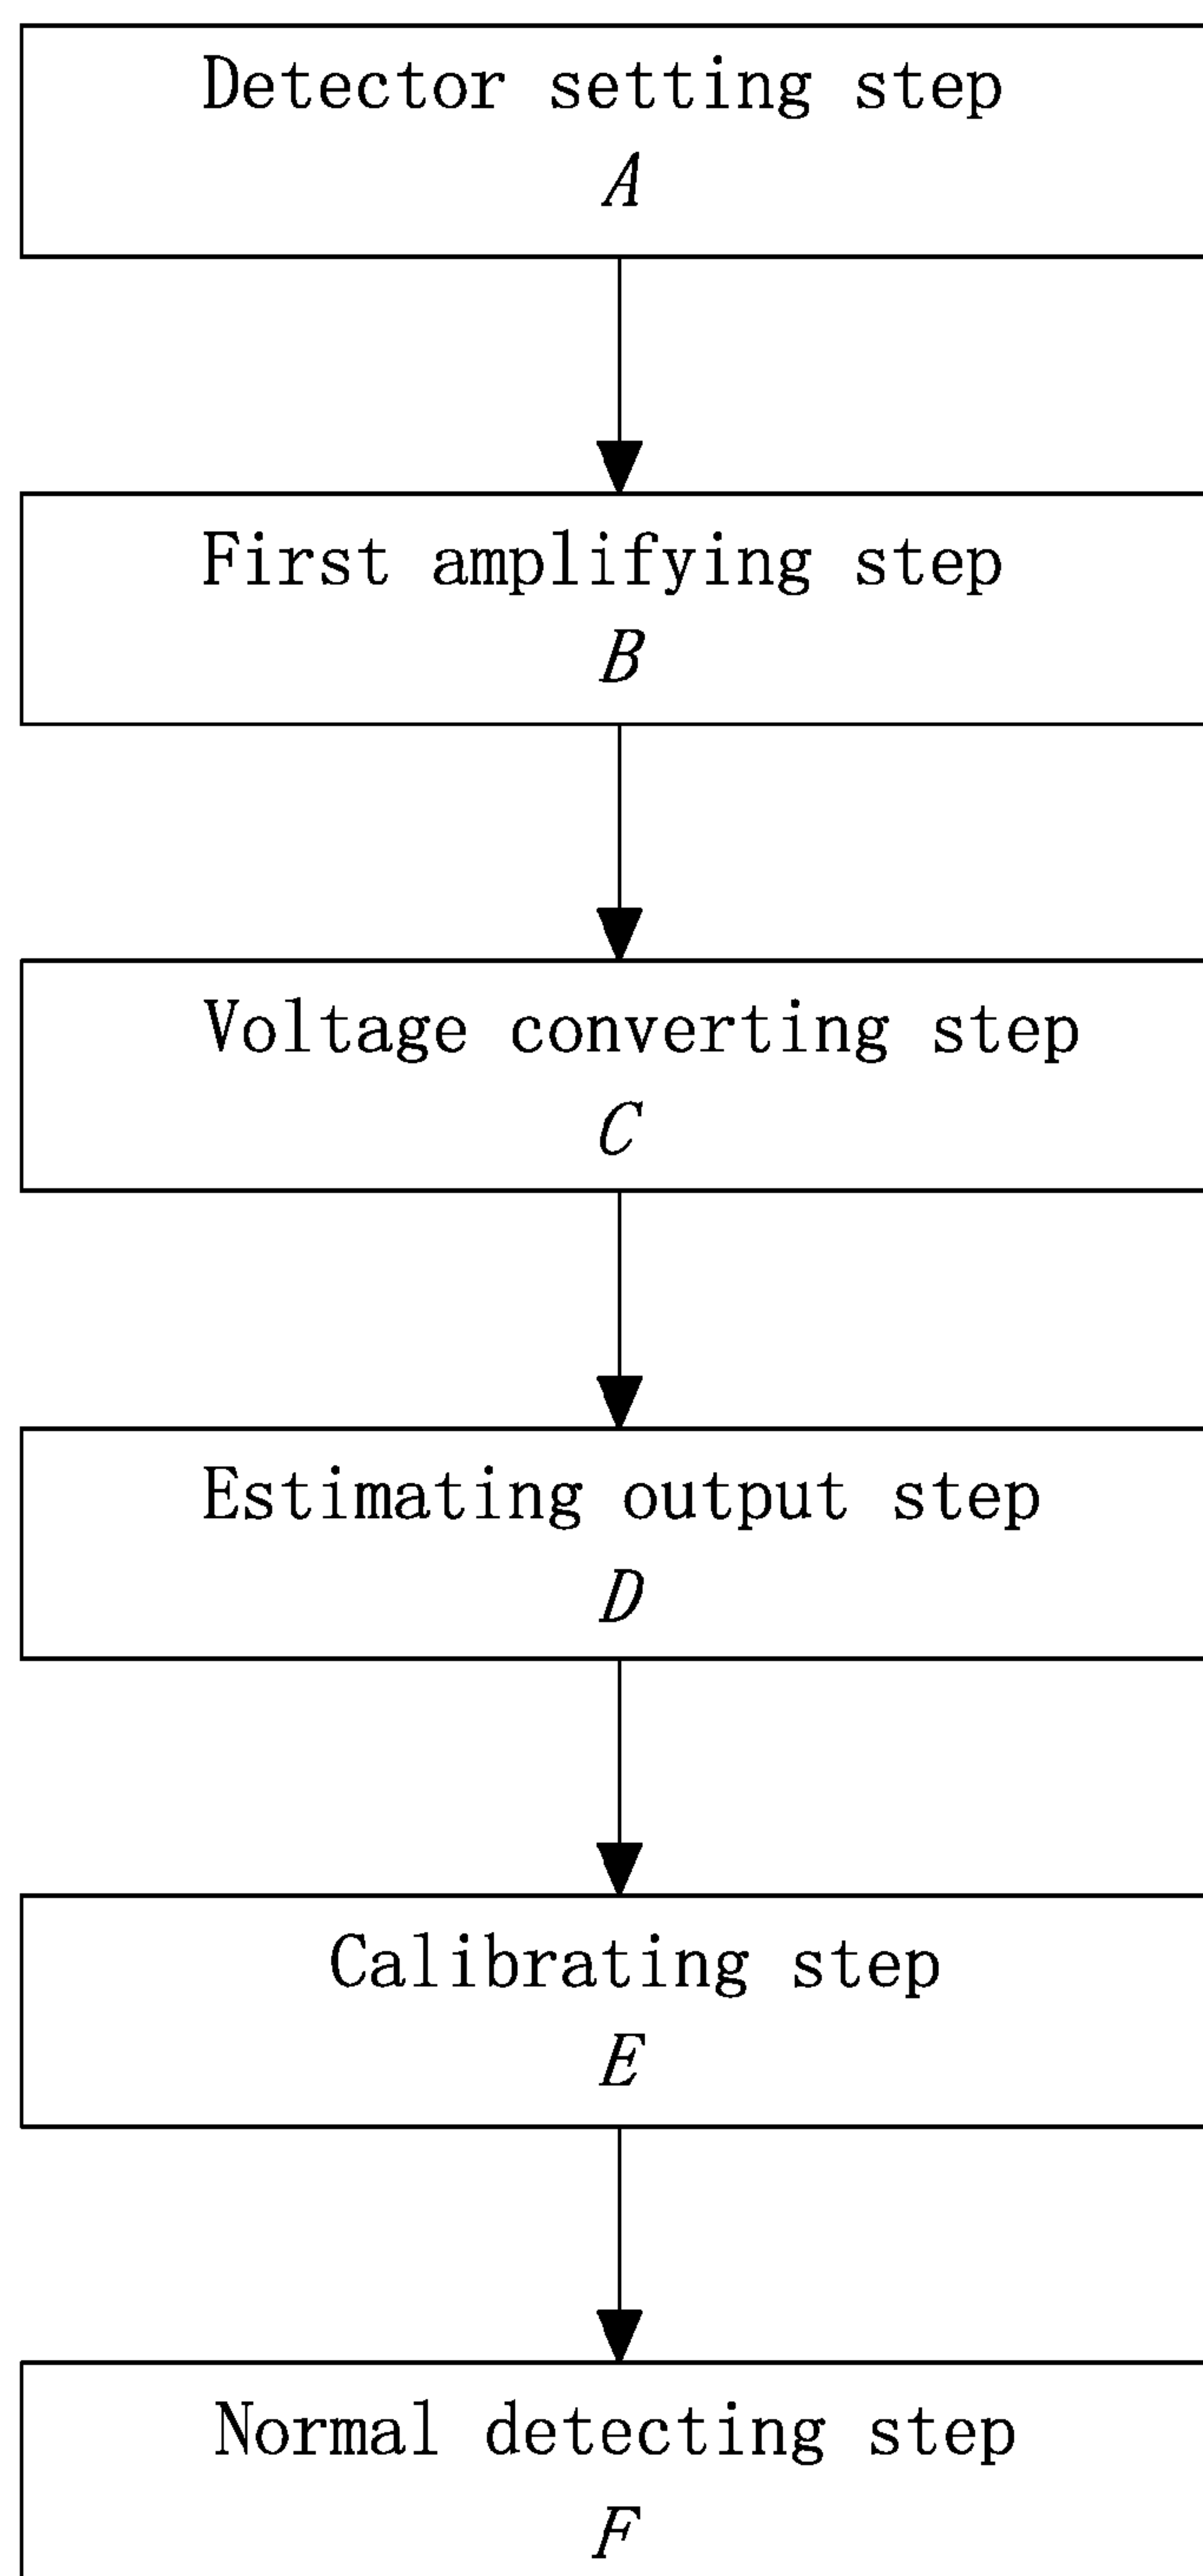 Detector setting step
A
First amplifying step
B
Voltage converting step
C
Estimating output step
D
Calibrating step
E
Normal detecting step
F